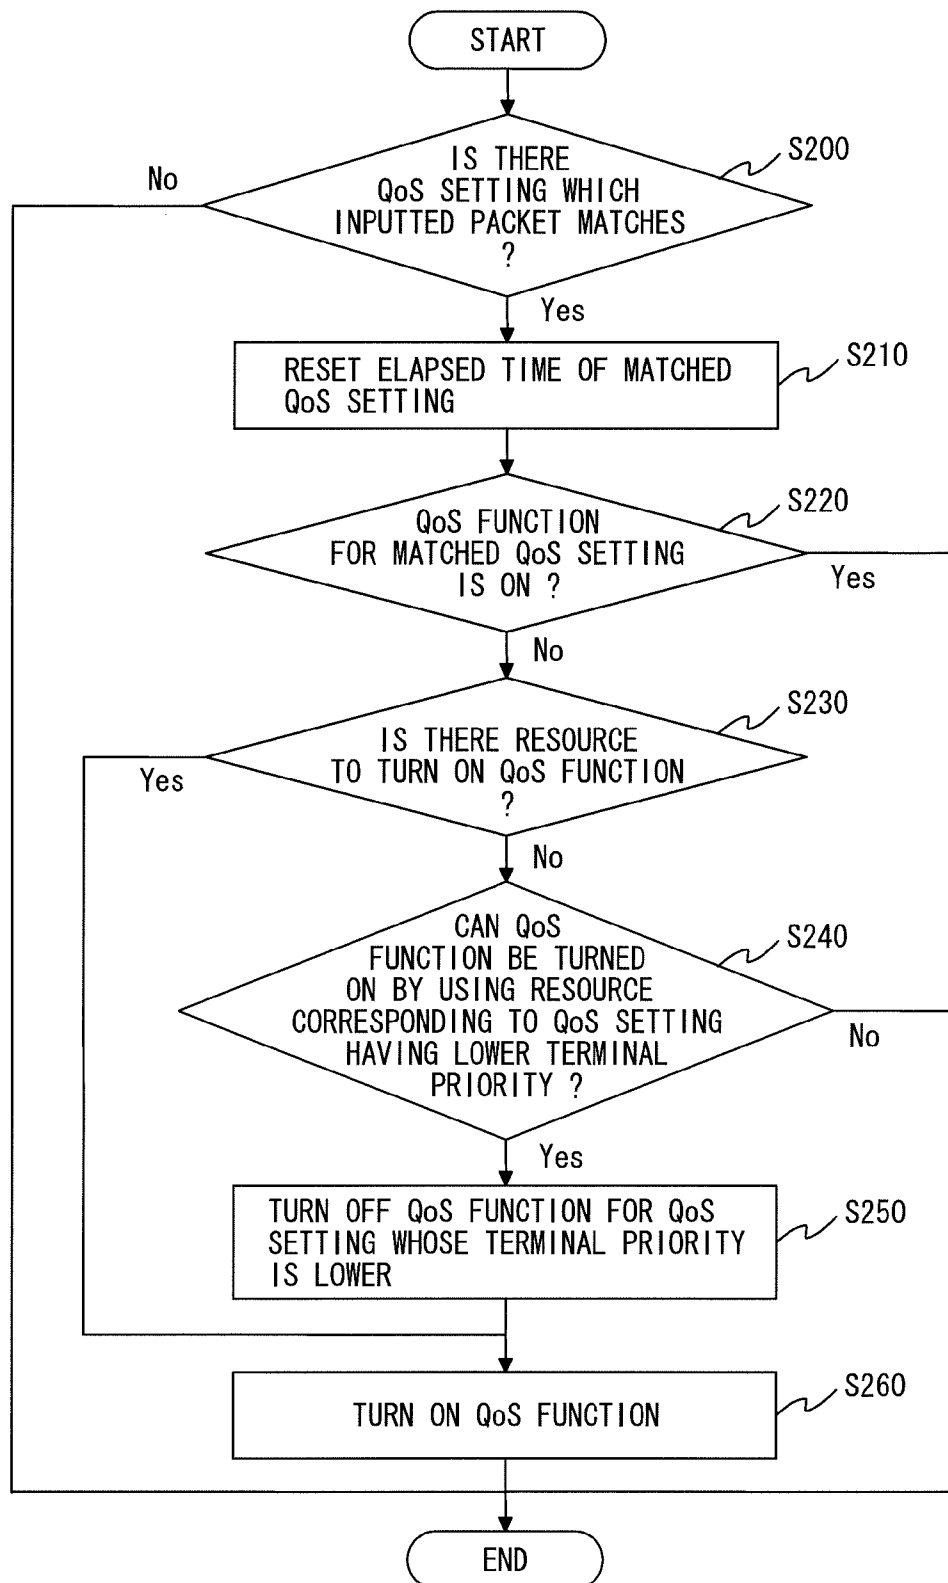 START
IS THERE
QoS SETTING WHICH
INPUTTED PACKET MATCHES
?
S200
No
Yes
RESET ELAPSED TIME OF MATCHED
QoS SETTING
S210
QoS FUNCTION
FOR MATCHED QoS SETTING
IS ON ?
S220
Yes
No
IS THERE RESOURCE
TO TURN ON QoS FUNCTION
?
S230
Yes
No
CAN QoS
FUNCTION BE TURNED
ON BY USING RESOURCE
CORRESPONDING TO QoS SETTING
HAVING LOWER TERMINAL
PRIORITY ?
S240
No
Yes
TURN OFF QoS FUNCTION FOR QoS
SETTING WHOSE TERMINAL PRIORITY
IS LOWER
S250
TURN ON QoS FUNCTION
S260
END